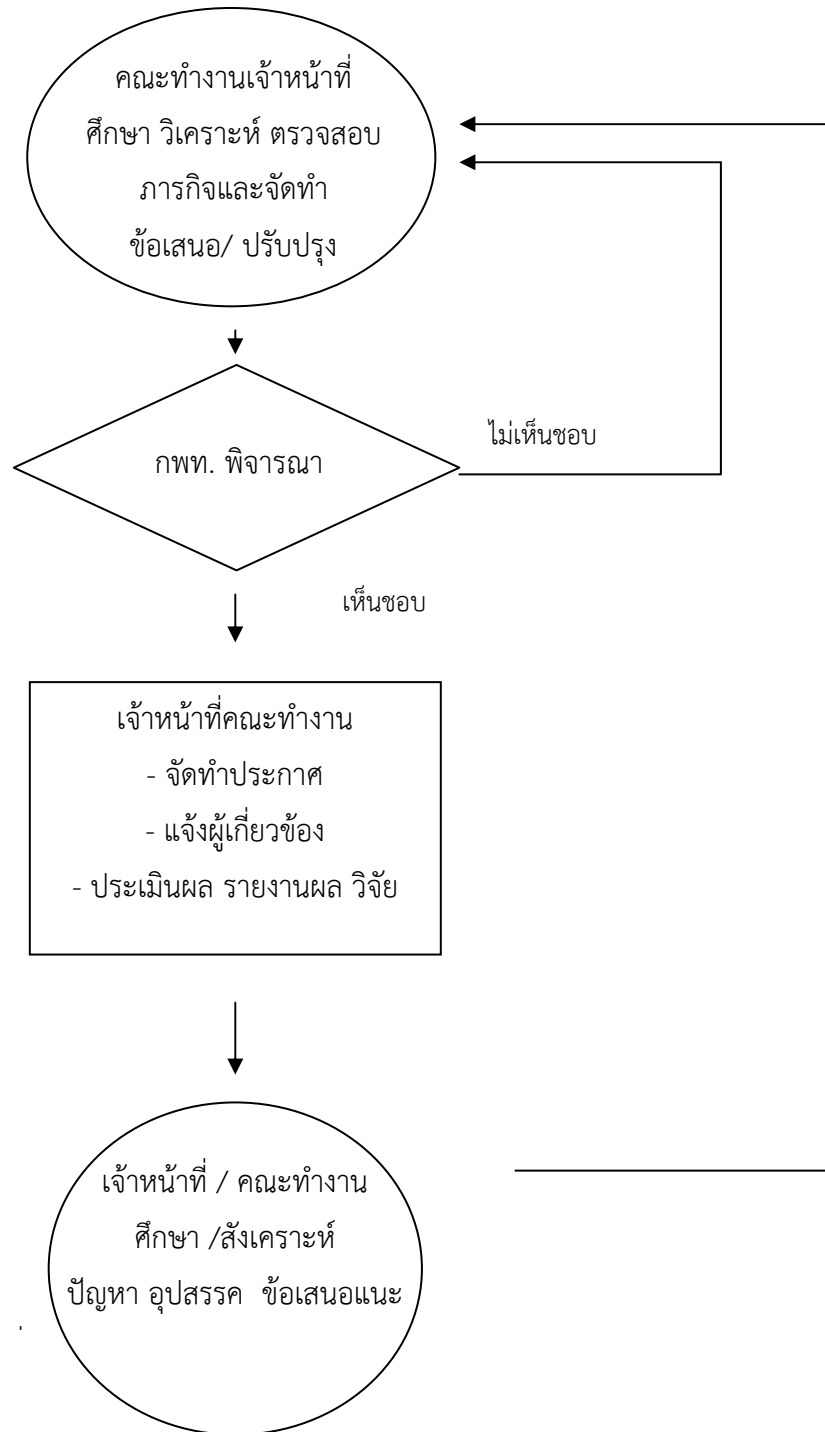 คณะทำงานเจ้าหน้าที่
ศึกษา วิเคราะห์ ตรวจสอบ
ภารกิจและจัดทำ
ข้อเสนอ/ ปรับปรุง
กพท. พิจารณา
ไม่เห็นชอบ
เห็นชอบ
เจ้าหน้าที่คณะทำงาน
- จัดทำประกาศ
- แจ้งผู้เกี่ยวข้อง
- ประเมินผล รายงานผล วิจัย
เจ้าหน้าที่ / คณะทำงาน
ศึกษา /สังเคราะห์
ปัญหา อุปสรรค ข้อเสนอแนะ